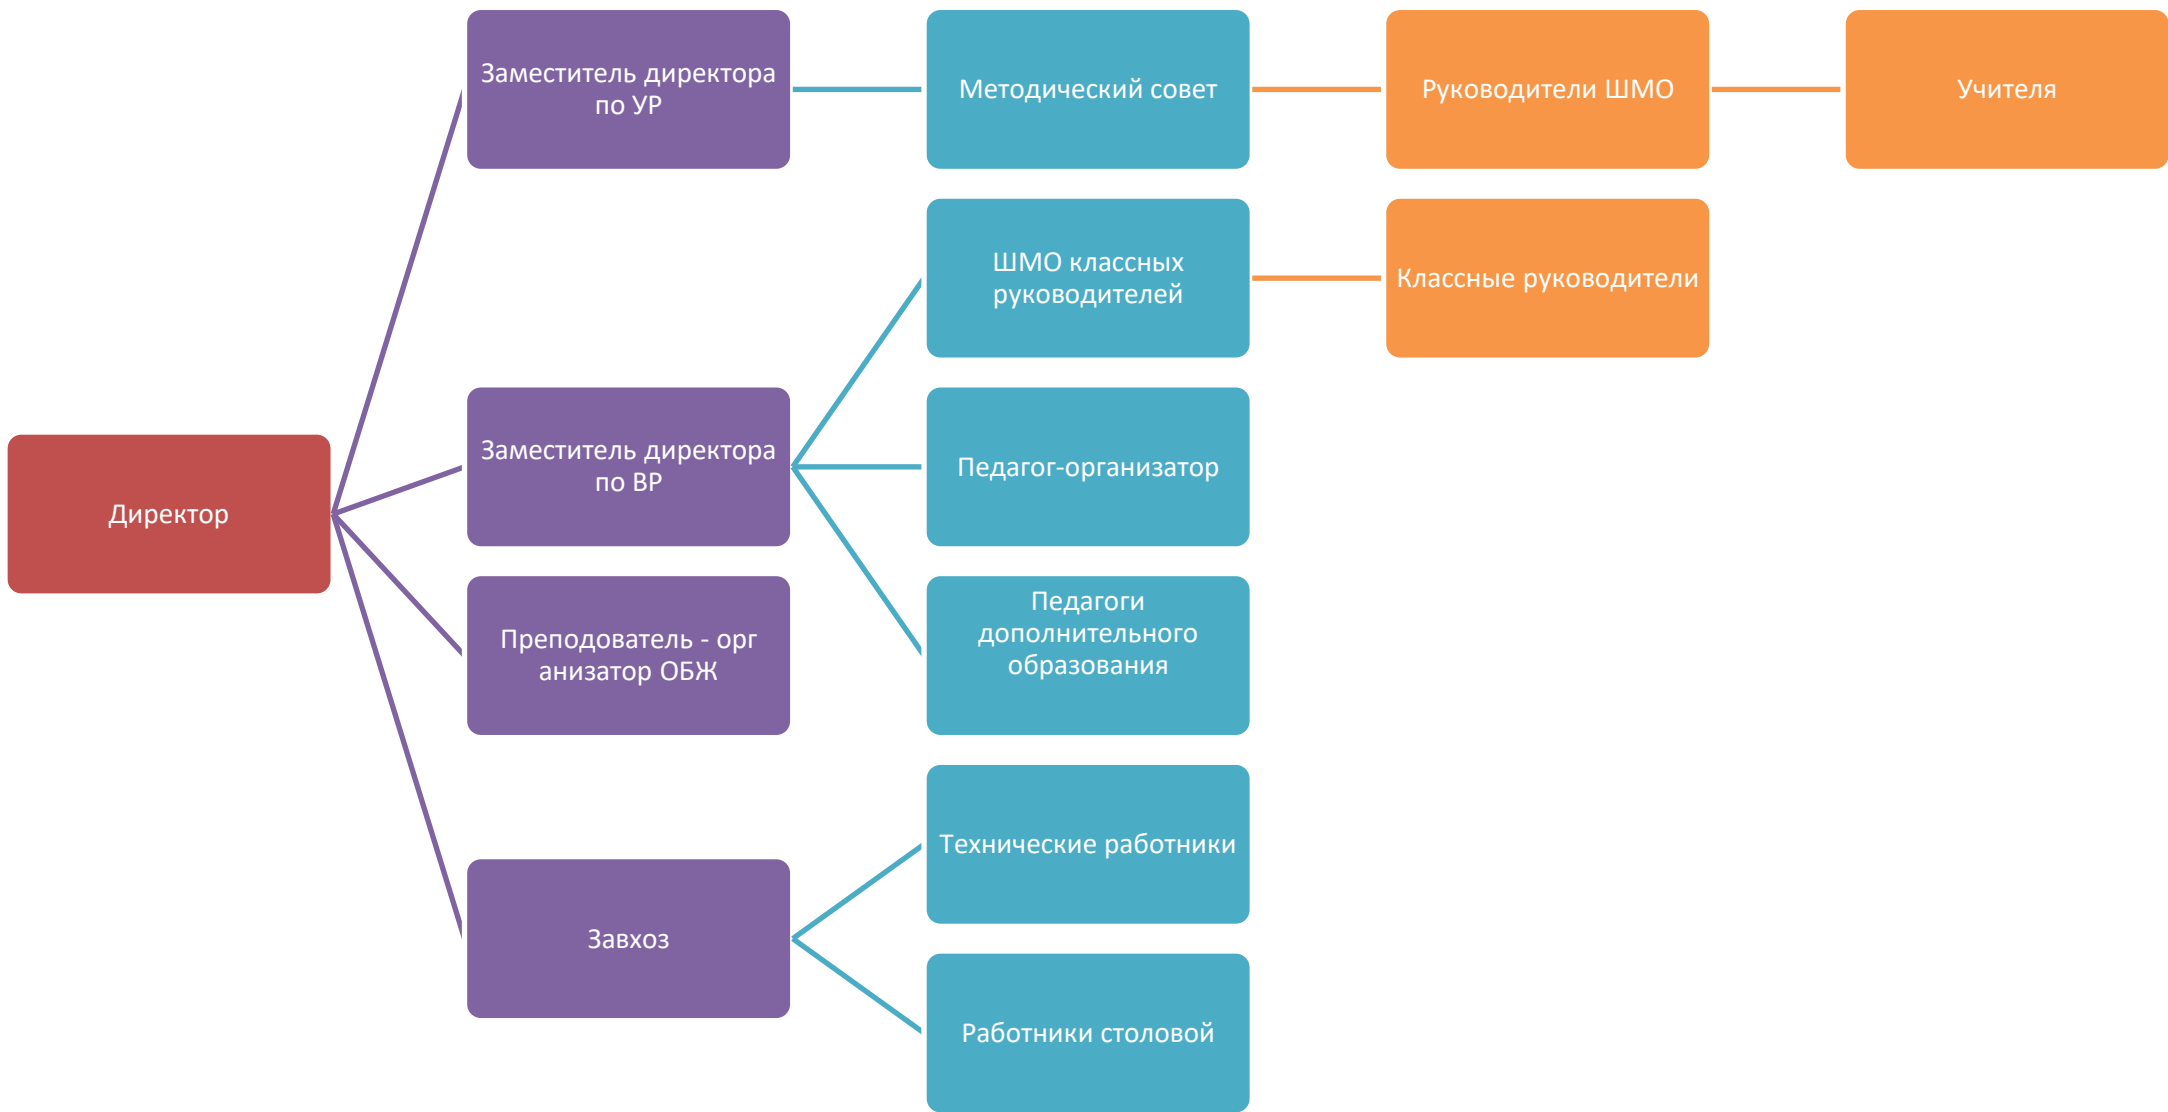 Заместитель директора
по УР
Методический совет
Руководители ШМО
Учителя
ШМО классных
руководителей
Классные руководители
Директор
Заместитель директора
по ВР
Педагог-организатор
Преподователь - орг
анизатор ОБЖ
Педагоги
дополнительного
образования
Завхоз
Технические работники
Работники столовой